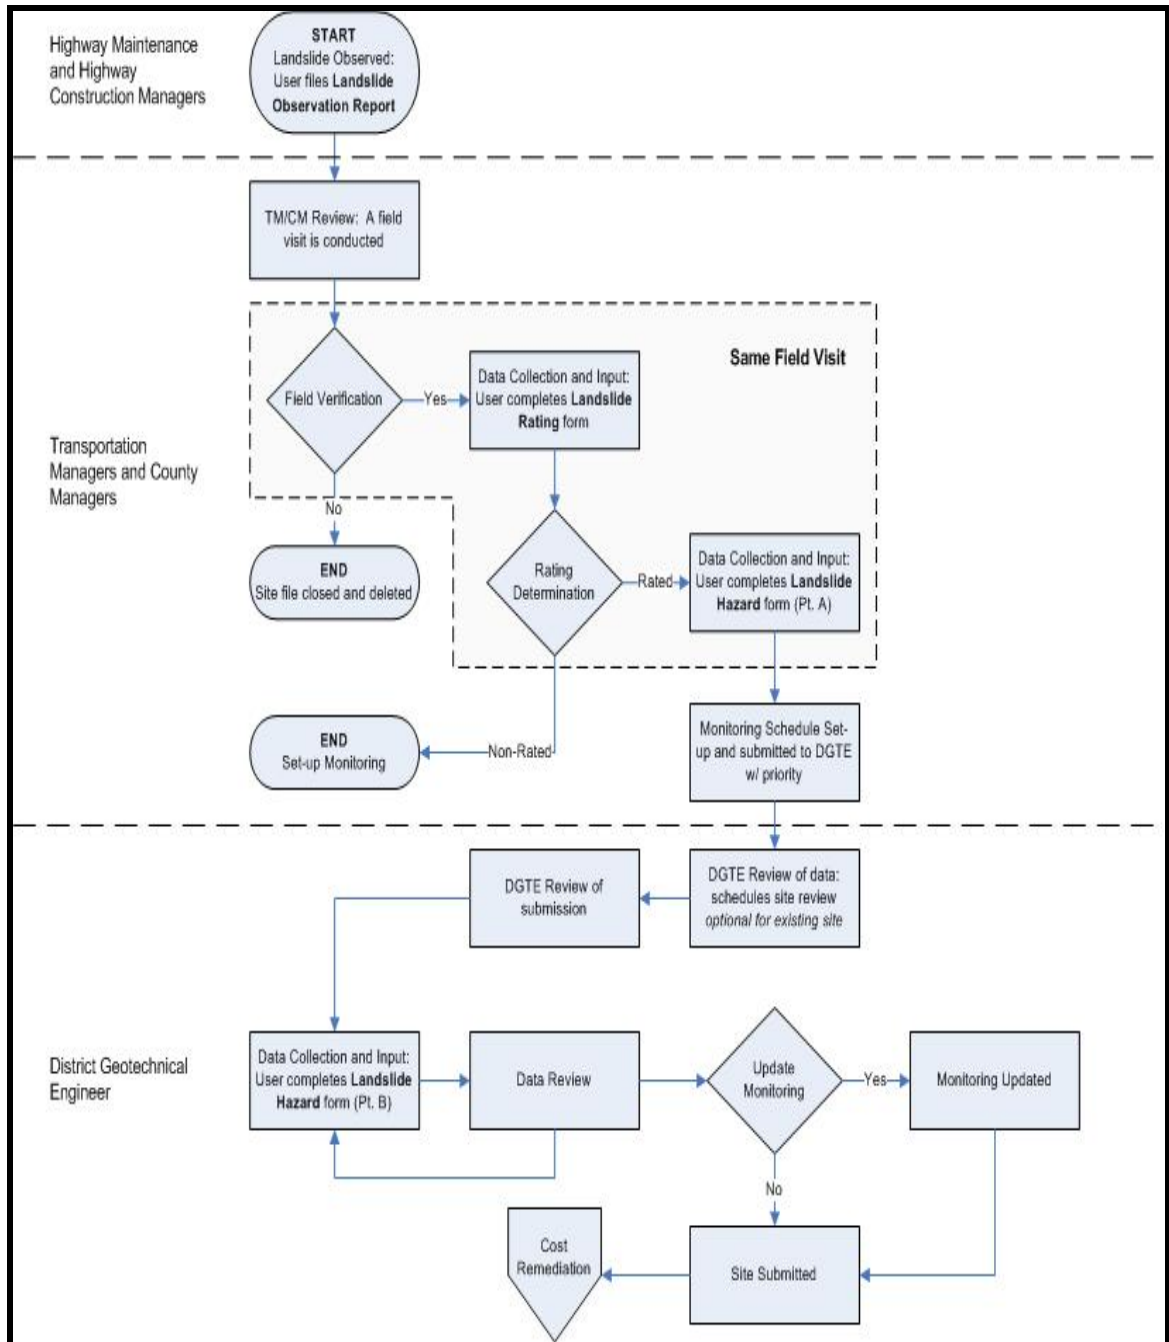 Highway Maintenance
and Highway
Construction Managers
START
Landslide Observed:
User files Landslide
Observation Report
TM/CM Review: A field
visit is conducted
Same Field Visit
Field Verification
Yes
Data Collection and Input:
User completes Landslide
Rating form
Transportation
Managers and County
Managers
No
END
Site file closed and deleted
Rating
Determination
Rated
Data Collection and Input:
User completes Landslide
Hazard form (Pt. A)
END
Set-up Monitoring
Non-Rated
Monitoring Schedule Set-
up and submitted to DGTE
w/ priority
DGTE Review of
submission
DGTE Review of data:
schedules site review
optional for existing site
District Geotechnical
Engineer
Data Collection and Input:
User completes Landslide
Hazard form (Pt. B)
Data Review
Update
Monitoring
Yes
Monitoring Updated
No
Cost
Remediation
Site Submitted